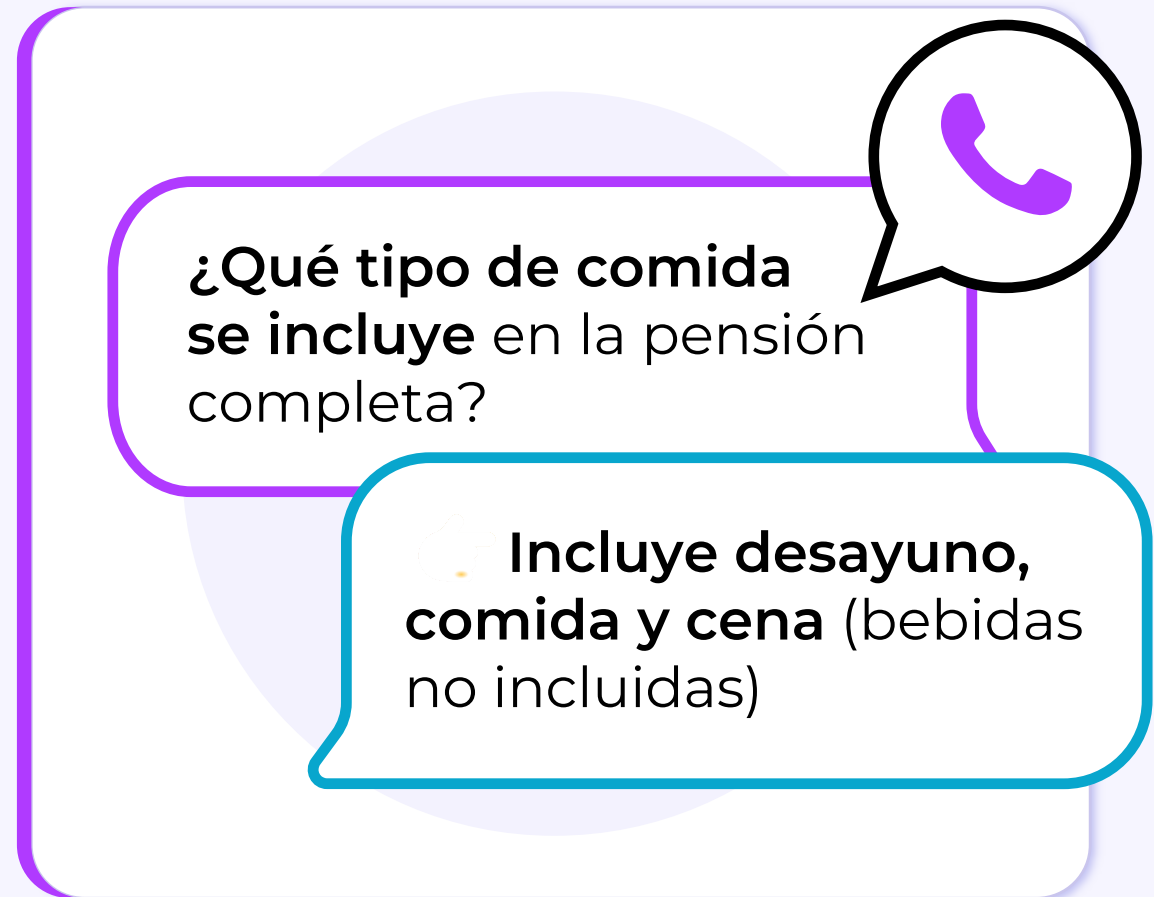 ¿Qué tipo de comida
se incluye en la pensión
completa?
Incluye desayuno,
comida y cena (bebidas
no incluidas)